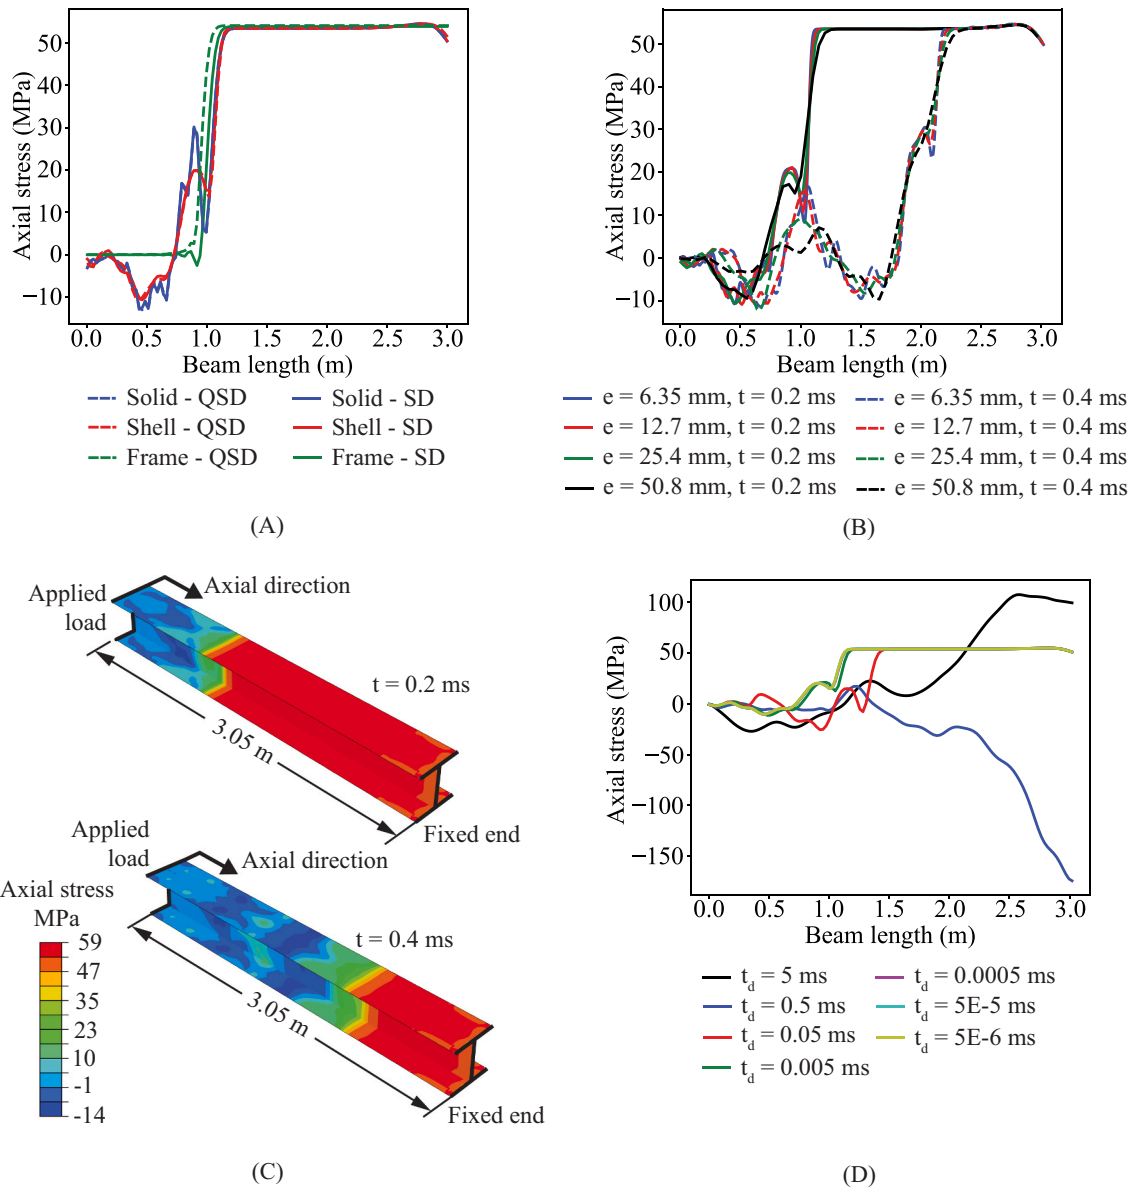 Axial stress (MPa)
50
40
30
20
10
0
−10
0.0 0.5 1.0 1.5 2.0 2.5 3.0
Beam length (m)
Solid - QSD
Solid - SD
Shell - QSD
Shell - SD
Frame - QSD
Frame - SD
(A)
Axial stress (MPa)
50
40
30
20
10
0
−10
0.0 0.5 1.0 1.5 2.0 2.5 3.0
Beam length (m)
e = 6.35 mm, t = 0.2 ms
e = 6.35 mm, t = 0.4 ms
e = 12.7 mm, t = 0.2 ms
e = 12.7 mm, t = 0.4 ms
e = 25.4 mm, t = 0.2 ms
e = 25.4 mm, t = 0.4 ms
e = 50.8 mm, t = 0.2 ms
e = 50.8 mm, t = 0.4 ms
(B)
Applied
load
Axial direction
t = 0.2 ms
3.05 m
Fixed end
Applied
load
Axial direction
t = 0.4 ms
3.05 m
Fixed end
Axial stress
MPa
59
47
35
23
10
-1
-14
(C)
Axial stress (MPa)
100
50
0
−50
−100
−150
0.0 0.5 1.0 1.5 2.0 2.5 3.0
Beam length (m)
t_d = 5 ms
t_d = 0.0005 ms
t_d = 0.5 ms
t_d = 5E-5 ms
t_d = 0.05 ms
t_d = 5E-6 ms
t_d = 0.005 ms
(D)